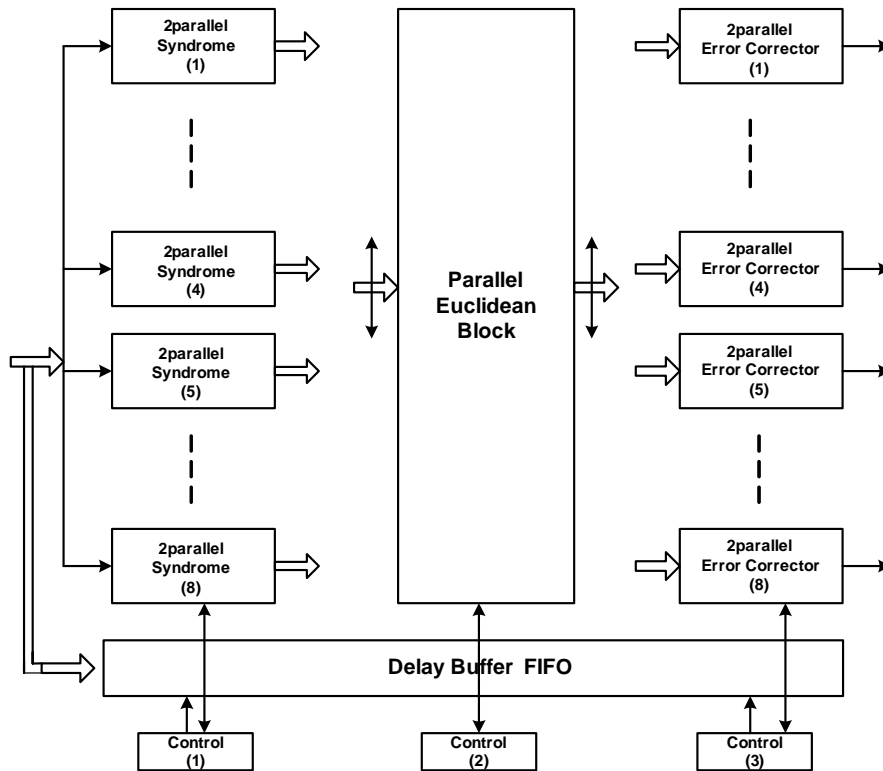 2parallel
Syndrome
(1)
2parallel
Error Corrector
(1)
2parallel
Syndrome
(4)
Parallel
Euclidean
Block
2parallel
Error Corrector
(4)
2parallel
Syndrome
(5)
2parallel
Error Corrector
(5)
2parallel
Syndrome
(8)
2parallel
Error Corrector
(8)
Delay Buffer FIFO
Control
(1)
Control
(2)
Control
(3)